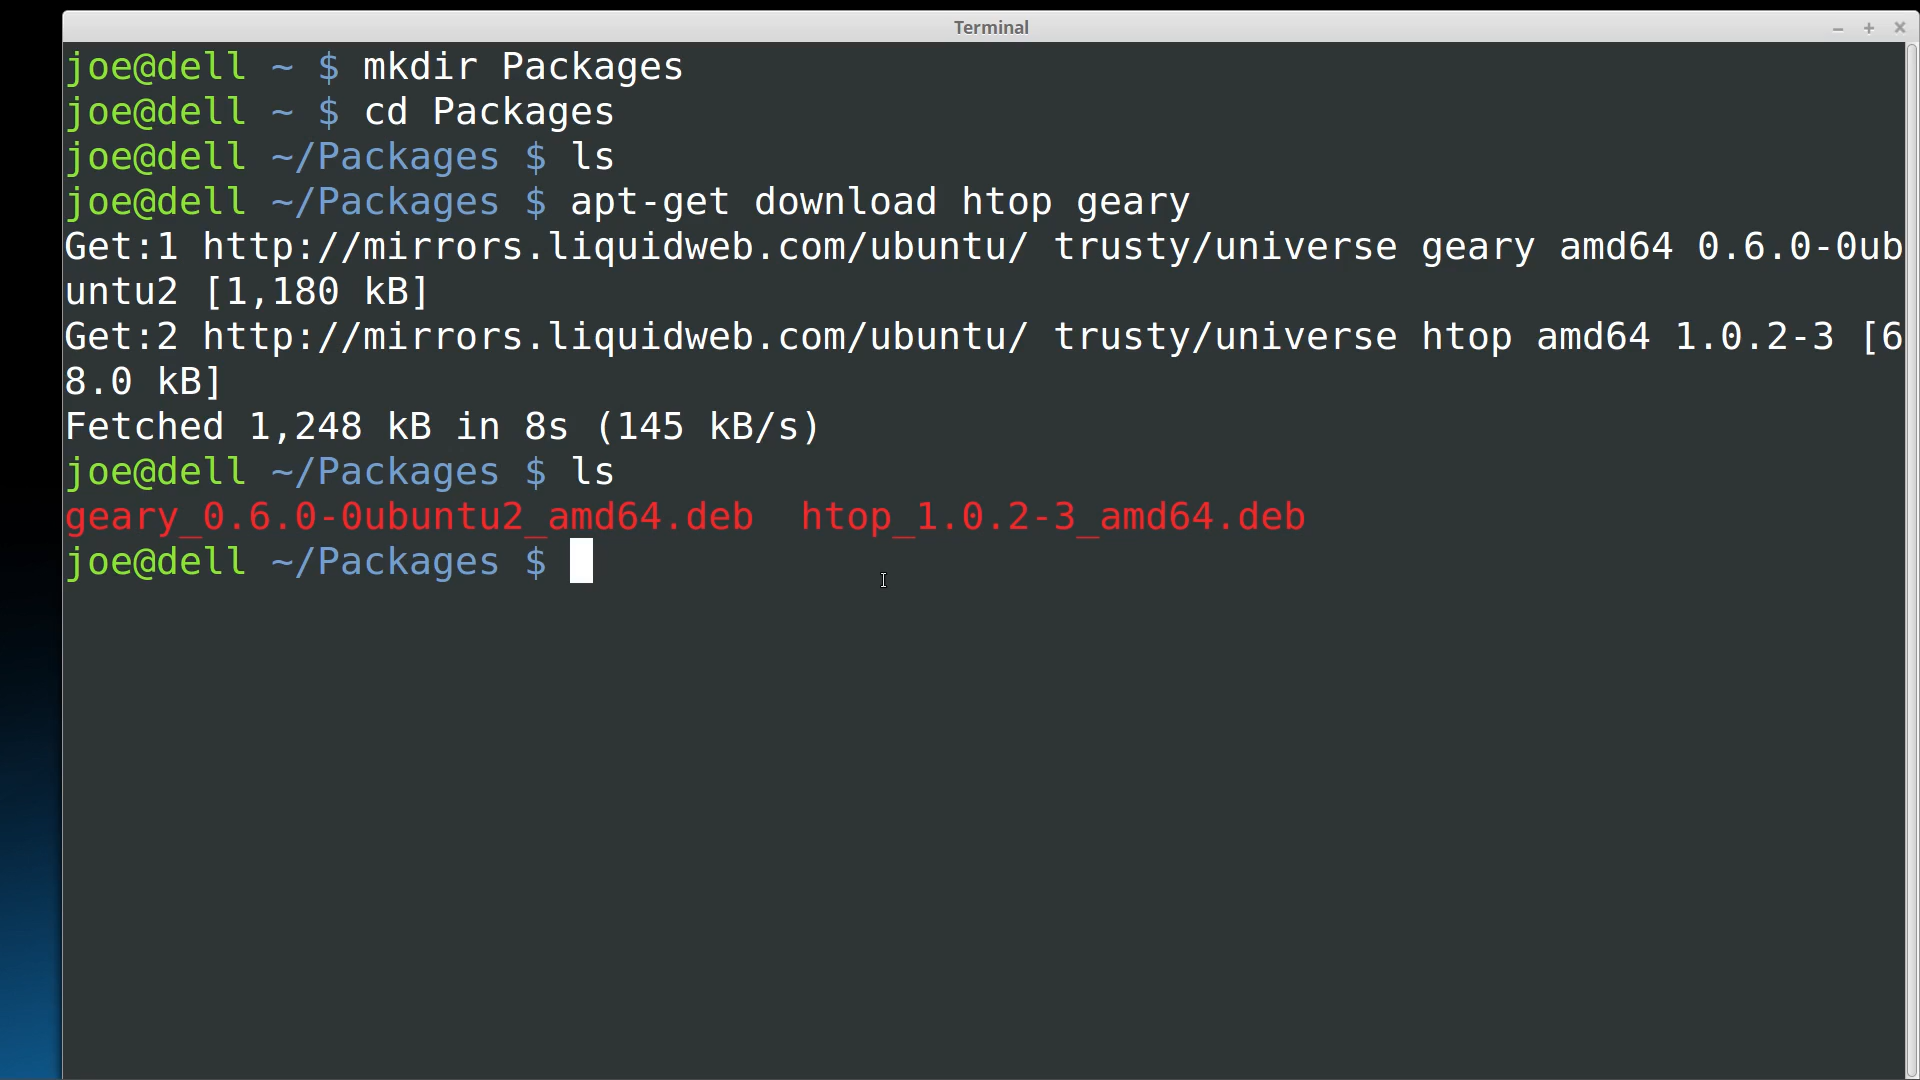 Terminal
joe@dell ~ $ mkdir Packages
joe@dell ~ $ cd Packages
joe@dell ~/Packages $ ls
joe@dell ~/Packages $ apt-get download htop geary
Get:1 http://mirrors.liquidweb.com/ubuntu/ trusty/universe geary amd64 0.6.0-0ub
untu2 [1,180 kB]
Get:2 http://mirrors.liquidweb.com/ubuntu/ trusty/universe htop amd64 1.0.2-3 [6
8.0 kB]
Fetched 1,248 kB in 8s (145 kB/s)
joe@dell ~/Packages $ ls
geary_0.6.0-0ubuntu2_amd64.deb  htop_1.0.2-3_amd64.deb
joe@dell ~/Packages $